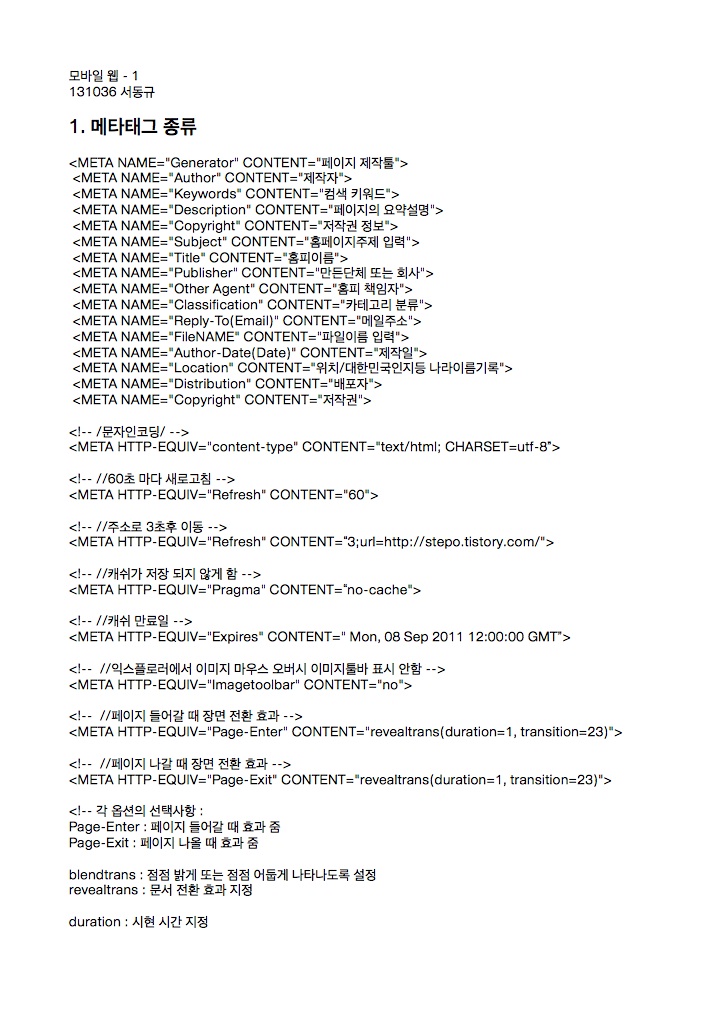 모바일 웹 - 1
131036 서동규
1. 메타태그 종류
<META NAME="Generator" CONTENT="페이지 제작툴">
<META NAME="Author" CONTENT="제작자">
<META NAME="Keywords" CONTENT="컴색 키워드">
<META NAME="Description" CONTENT="페이지의 요약설명">
<META NAME="Copyright" CONTENT="저작권 정보">
<META NAME="Subject" CONTENT="홈페이지주제 입력">
<META NAME="Title" CONTENT="홈피이름">
<META NAME="Publisher" CONTENT="만든단체 또는 회사">
<META NAME="Other Agent" CONTENT="홈피 책임자">
<META NAME="Classification" CONTENT="카테고리 분류">
<META NAME="Reply-To(Email)" CONTENT="메일주소">
<META NAME="FileNAME" CONTENT="파일이름 입력">
<META NAME="Author-Date(Date)" CONTENT="제작일">
<META NAME="Location" CONTENT="위치/대한민국인지등 나라이름기록">
<META NAME="Distribution" CONTENT="배포자">
<META NAME="Copyright" CONTENT="저작권">
<!-- /문자인코딩/ -->
<META HTTP-EQUIV="content-type" CONTENT="text/html; CHARSET=utf-8”>
<!-- //60초 마다 새로고침 -->
<META HTTP-EQUIV="Refresh" CONTENT="60">
<!-- //주소로 3초후 이동 -->
<META HTTP-EQUIV="Refresh" CONTENT=“3;url=http://stepo.tistory.com/">
<!-- //캐쉬가 저장 되지 않게 함 -->
<META HTTP-EQUIV="Pragma" CONTENT=“no-cache">
<!-- //캐쉬 만료일 -->
<META HTTP-EQUIV="Expires" CONTENT=" Mon, 08 Sep 2011 12:00:00 GMT”>
<!--  //익스플로러에서 이미지 마우스 오버시 이미지툴바 표시 안함 -->
<META HTTP-EQUIV="Imagetoolbar" CONTENT="no">
<!--  //페이지 들어갈 때 장면 전환 효과 -->
<META HTTP-EQUIV="Page-Enter" CONTENT="revealtrans(duration=1, transition=23)">
<!--  //페이지 나갈 때 장면 전환 효과 -->
<META HTTP-EQUIV="Page-Exit" CONTENT="revealtrans(duration=1, transition=23)">
<!-- 각 옵션의 선택사항 :
Page-Enter : 페이지 들어갈 때 효과 줌
Page-Exit : 페이지 나올 때 효과 줌
blendtrans : 점점 밝게 또는 점점 어둡게 나타나도록 설정
revealtrans : 문서 전환 효과 지정
duration : 시현 시간 지정